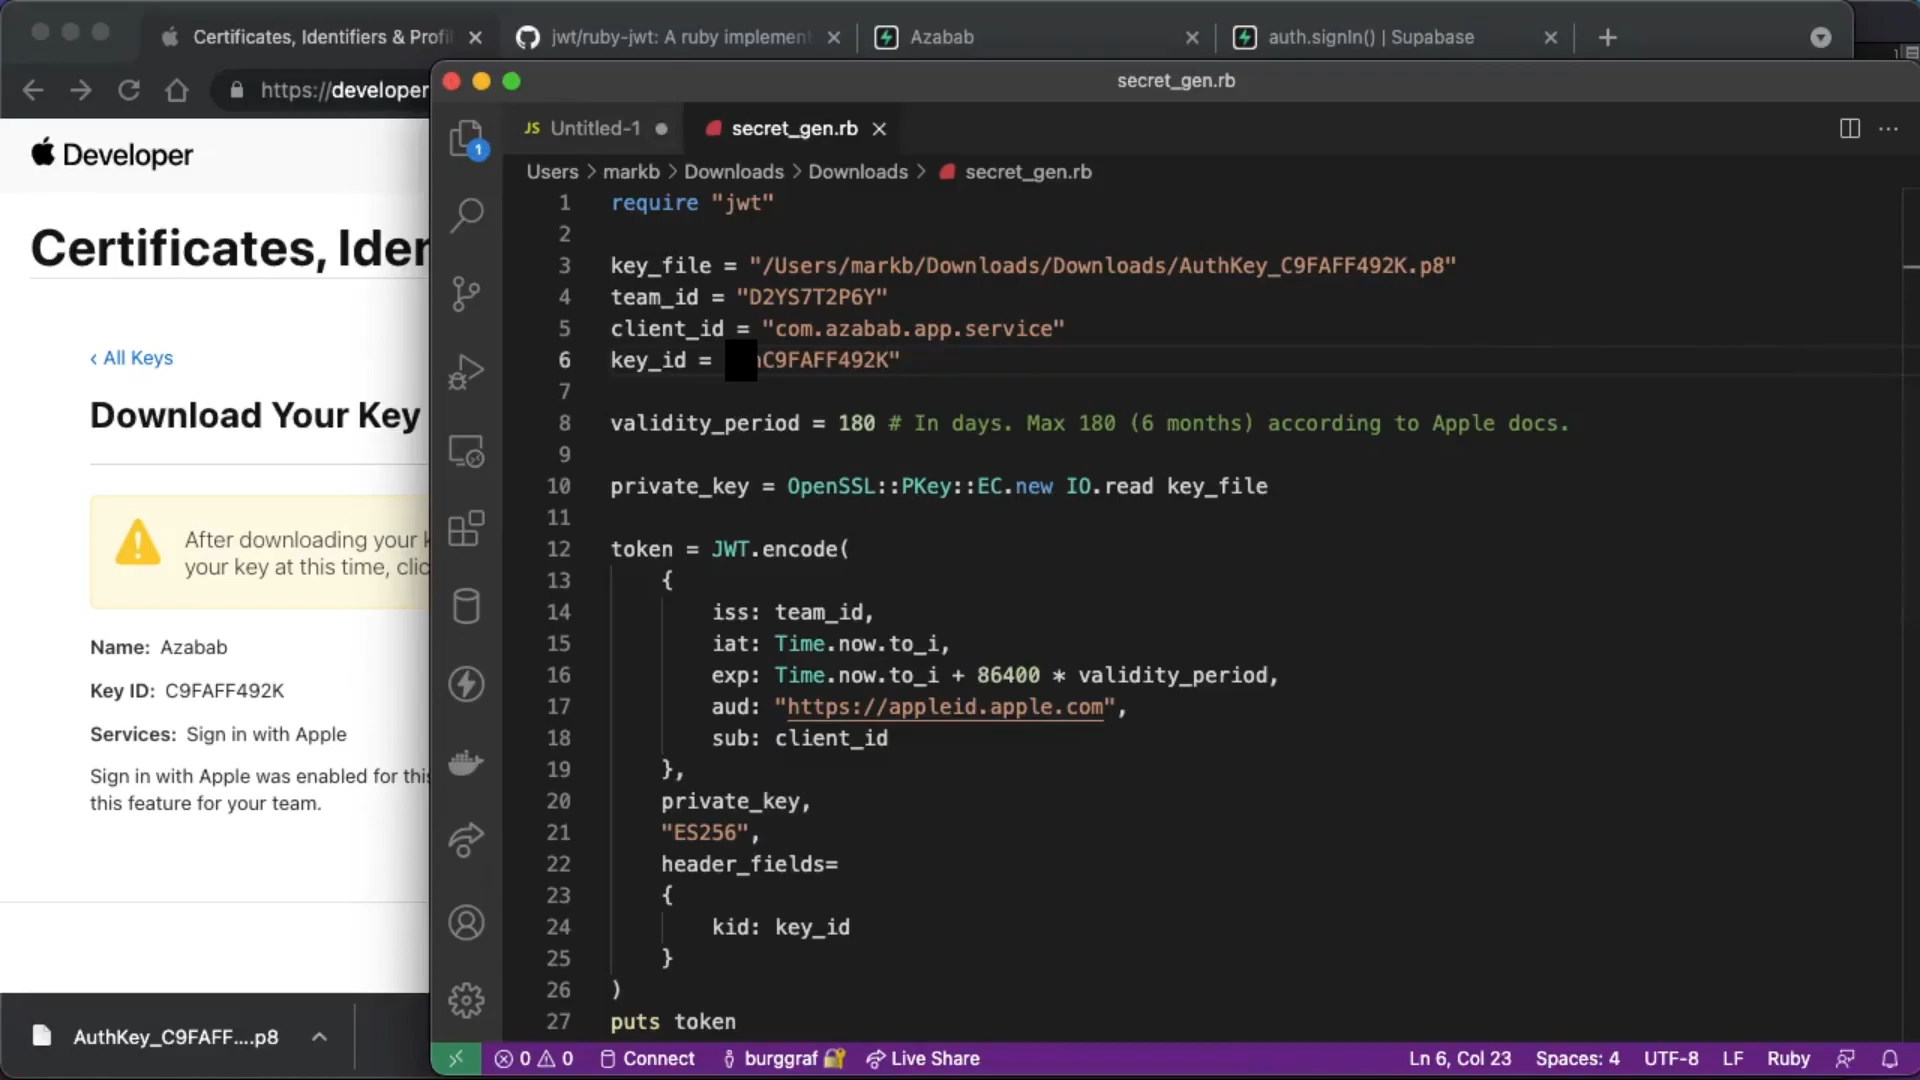 Certificates, Identifiers & Profil
jwt/ruby-jwt: A ruby implement
Azabab
auth.signIn() | Supabase
https://developer
secret_gen.rb
Developer
JS Untitled-1
secret_gen.rb
Users > markb > Downloads > Downloads > secret_gen.rb
Certificates, Iden
‹ All Keys
Download Your Key
After downloading your k
your key at this time, clic
Name: Azabab
Key ID: C9FAFF492K
Services: Sign in with Apple
Sign in with Apple was enabled for this
this feature for your team.
AuthKey_C9FAFF....p8
1
1 require "jwt"
2
3 key_file = "/Users/markb/Downloads/Downloads/AuthKey_C9FAFF492K.p8"
4 team_id = "D2YS7T2P6Y"
5 client_id = "com.azabab.app.service"
6 key_id = C9FAFF492K"
7
8 validity_period = 180 # In days. Max 180 (6 months) according to Apple docs.
9
10 private_key = OpenSSL::PKey::EC.new IO.read key_file
11
12 token = JWT.encode(
13 {
14 iss: team_id,
15 iat: Time.now.to_i,
16 exp: Time.now.to_i + 86400 * validity_period,
17 aud: "https://appleid.apple.com",
18 sub: client_id
19 },
20 private_key,
21 "ES256",
22 header_fields=
23 {
24 kid: key_id
25 }
26 )
27 puts token
0 0 Connect burggraf Live Share
Ln 6, Col 23 Spaces: 4 UTF-8 LF Ruby